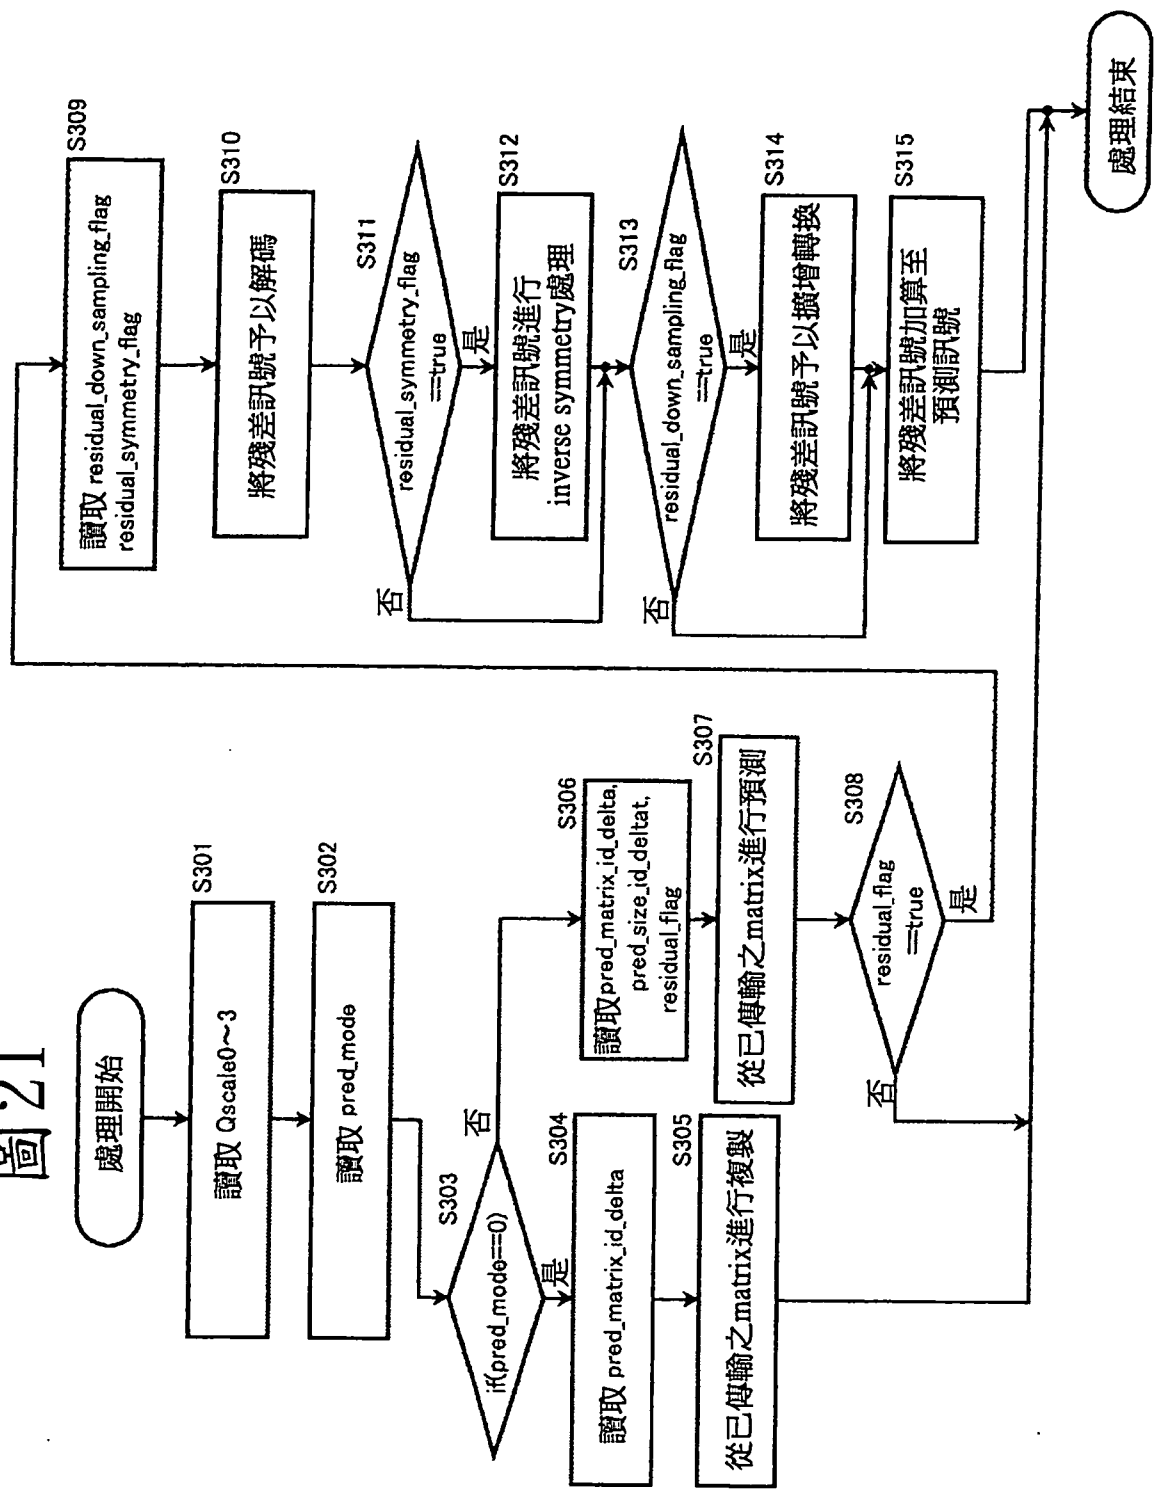 圖21
處理開始
S301
讀取 Qscale0～3
S302
讀取 pred_mode
S303
if(pred_mode==0)
是
否
S304
讀取 pred_matrix_id_delta
S305
從已傳輸之matrix進行複製
S306
讀取pred_matrix_id_delta,
pred_size_id_deltat,
residual_flag
S307
從已傳輸之matrix進行預測
S308
residual_flag
==true
是
否
S309
讀取 residual_down_sampling_flag
residual_symmetry_flag
S310
將殘差訊號予以解碼
S311
residual_symmetry_flag
==true
是
否
S312
將殘差訊號進行
inverse symmetry處理
S313
residual_down_sampling_flag
==true
是
否
S314
將殘差訊號予以擴增轉換
S315
將殘差訊號加算至
預測訊號
處理結束